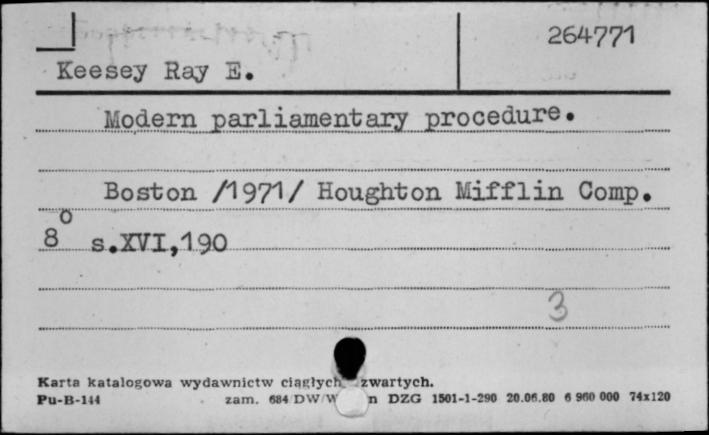 264771
Keesey Ray E.
Modern parliamentary procedure.
Boston /1971/ Houghton Mifflin Comp.
8° s.XVI,190
3
Karta katalogowa wydawnictw ciągłych zwartych.
Pu-B-144 zam. 684/DW/W n DZG 1501-1-290 20.06.80 6 960 000 74x120